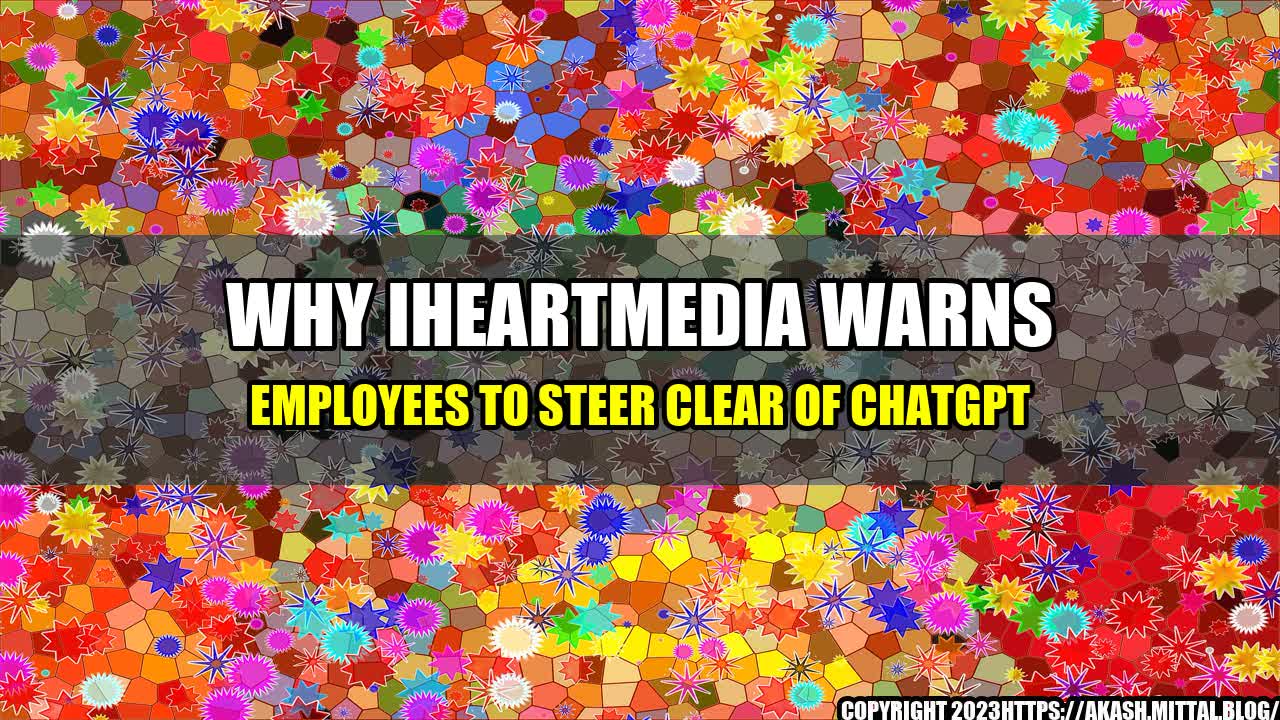 WHY IHEARTMEDIA WARNS
EMPLOYEES TO STEER CLEAR OF CHATGPT
COPYRIGHT 2023HTTPS://AKASH.MITTAL.BLOG/